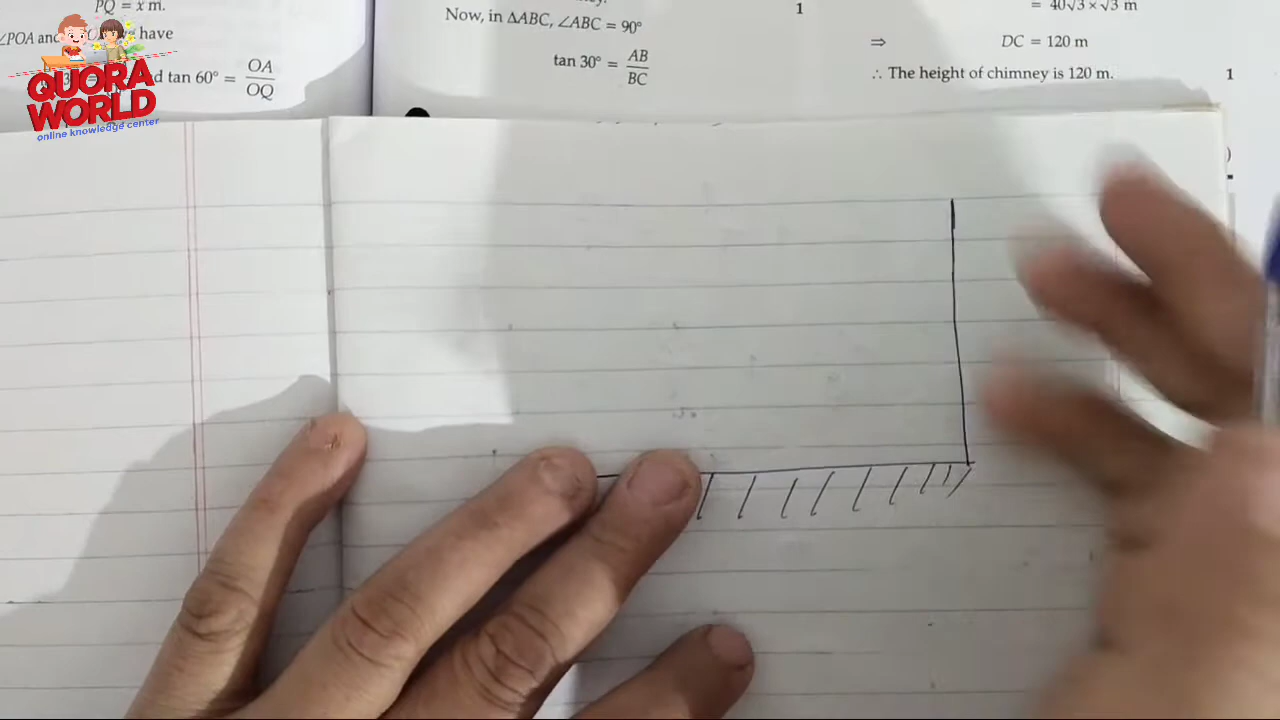 PQ = x m.
∠POA and
have
tan 60° = OA/OQ
Now, in ΔABC, ∠ABC = 90°
1
tan 30° = AB/BC
= 40√3 × √3 m
⇒ DC = 120 m
∴ The height of chimney is 120 m.
1
QUORA
WORLD
online knowledge center